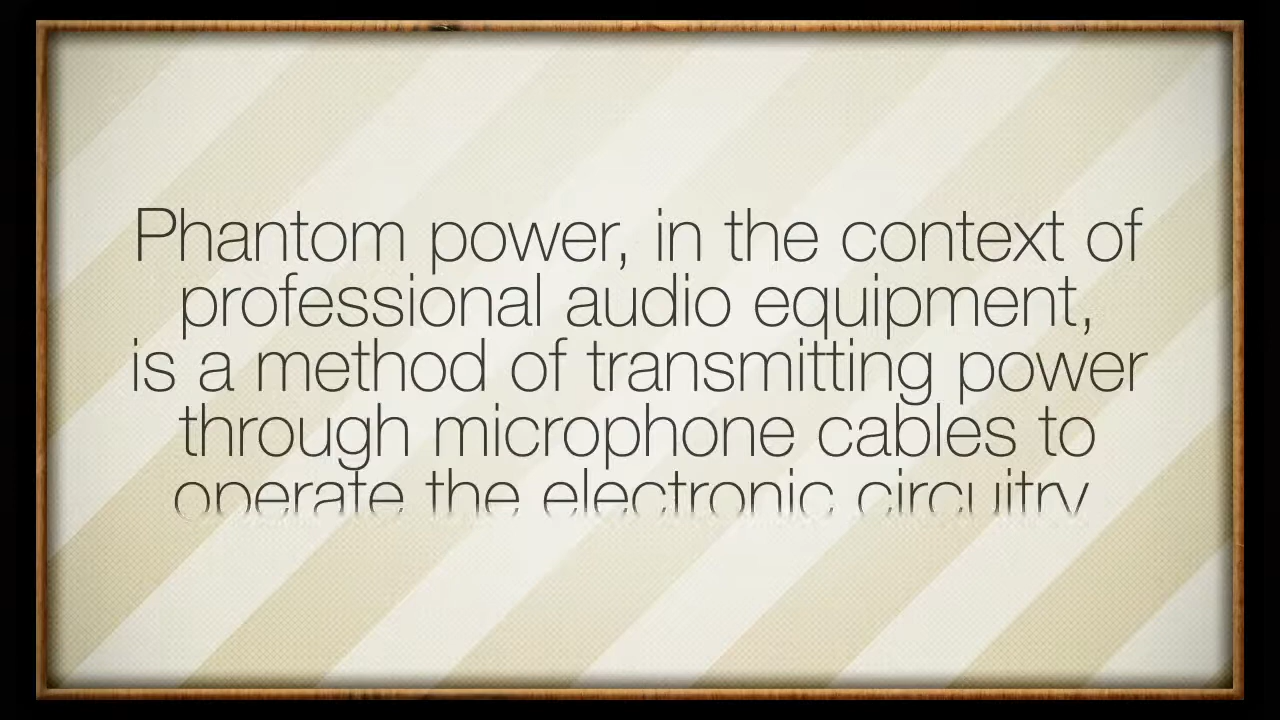 Phantom power, in the context of
professional audio equipment,
is a method of transmitting power
through microphone cables to
operate the electronic circuitry